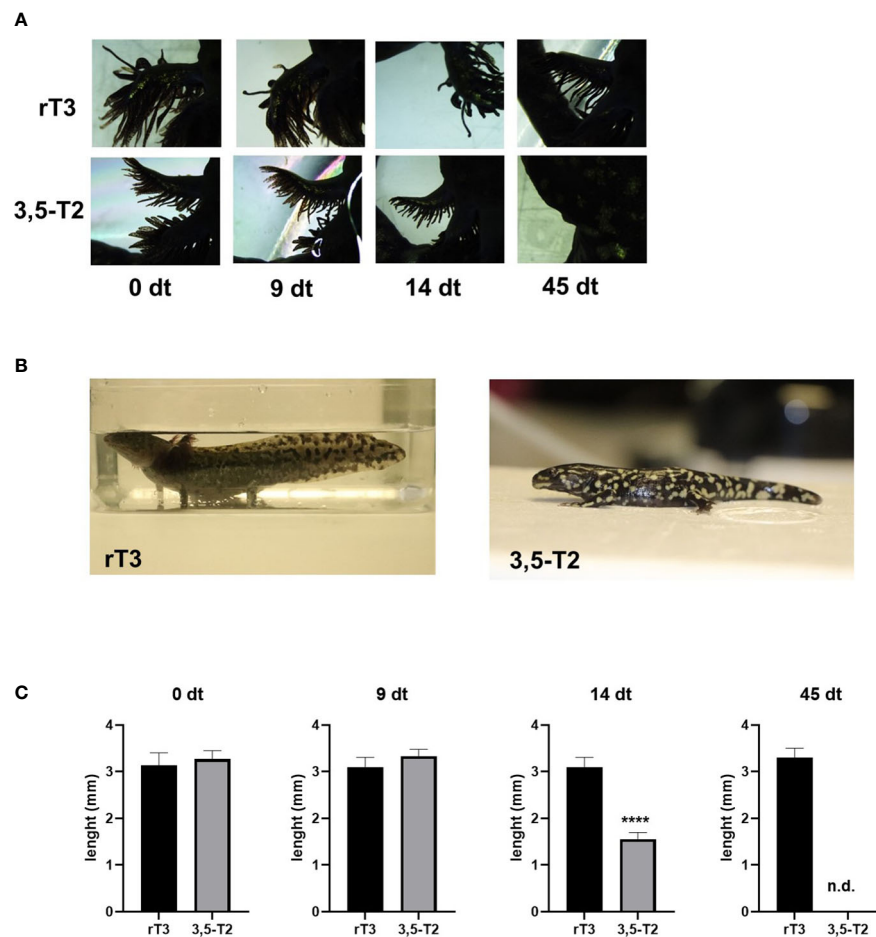 A
rT3
3,5-T2
0 dt 9 dt 14 dt 45 dt
B
rT3 3,5-T2
C
0 dt 9 dt 14 dt 45 dt
4 4 4 4
3 3 3 3
2 2 2 2
1 1 1 1
0 0 0 0
lenght (mm) lenght (mm) lenght (mm) lenght (mm)
****
n.d.
rT3 3,5-T2 rT3 3,5-T2 rT3 3,5-T2 rT3 3,5-T2